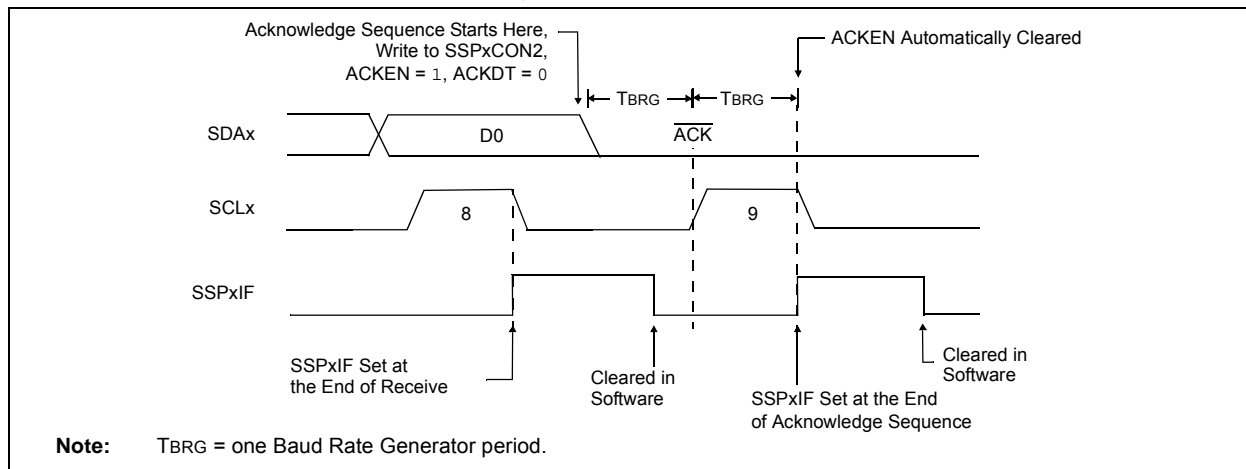 Acknowledge Sequence Starts Here,
Write to SSPxCON2,
ACKEN = 1, ACKDT = 0
ACKEN Automatically Cleared
TBRG
TBRG
SDAx
D0
ACK
SCLx
8
9
SSPxIF
SSPxIF Set at
the End of Receive
Cleared in
Software
SSPxIF Set at the End
of Acknowledge Sequence
Cleared in
Software
Note: TBRG = one Baud Rate Generator period.